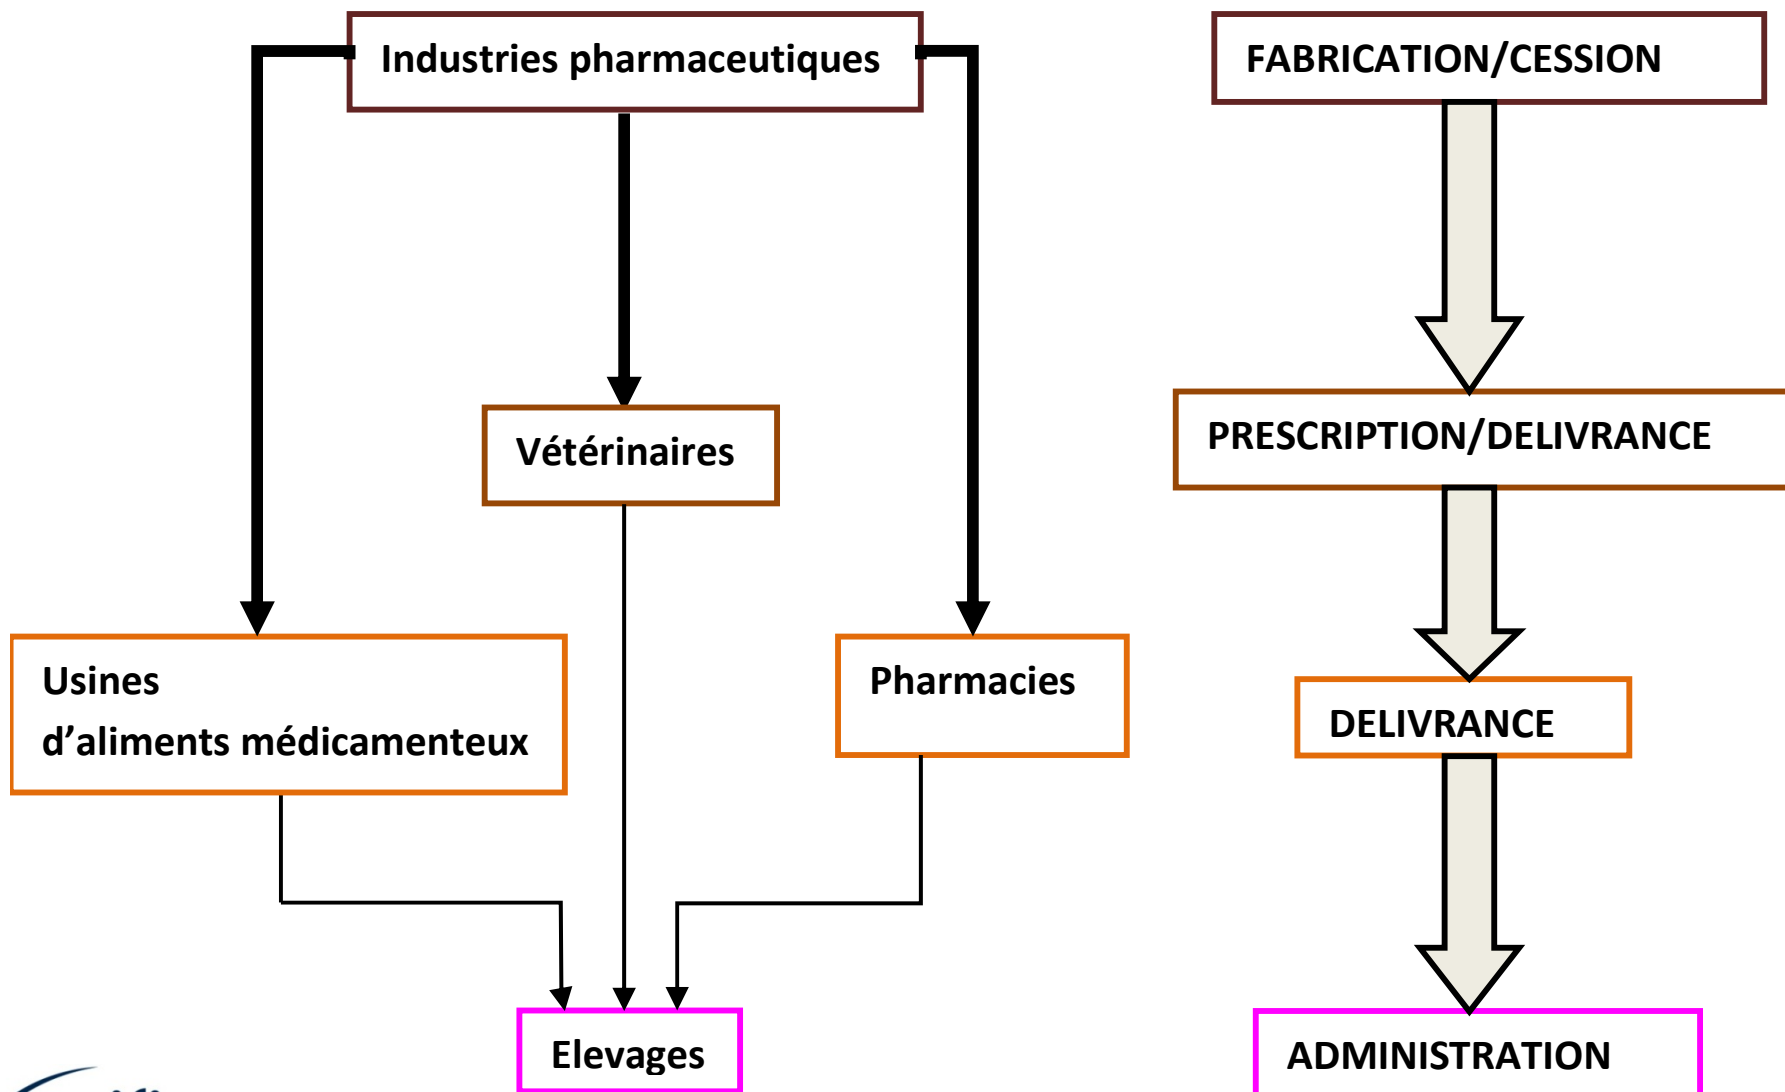 Industries pharmaceutiques
FABRICATION/CESSION
Vétérinaires
PRESCRIPTION/DELIVRANCE
Usines
d’aliments médicamenteux
Pharmacies
DELIVRANCE
Elevages
ADMINISTRATION